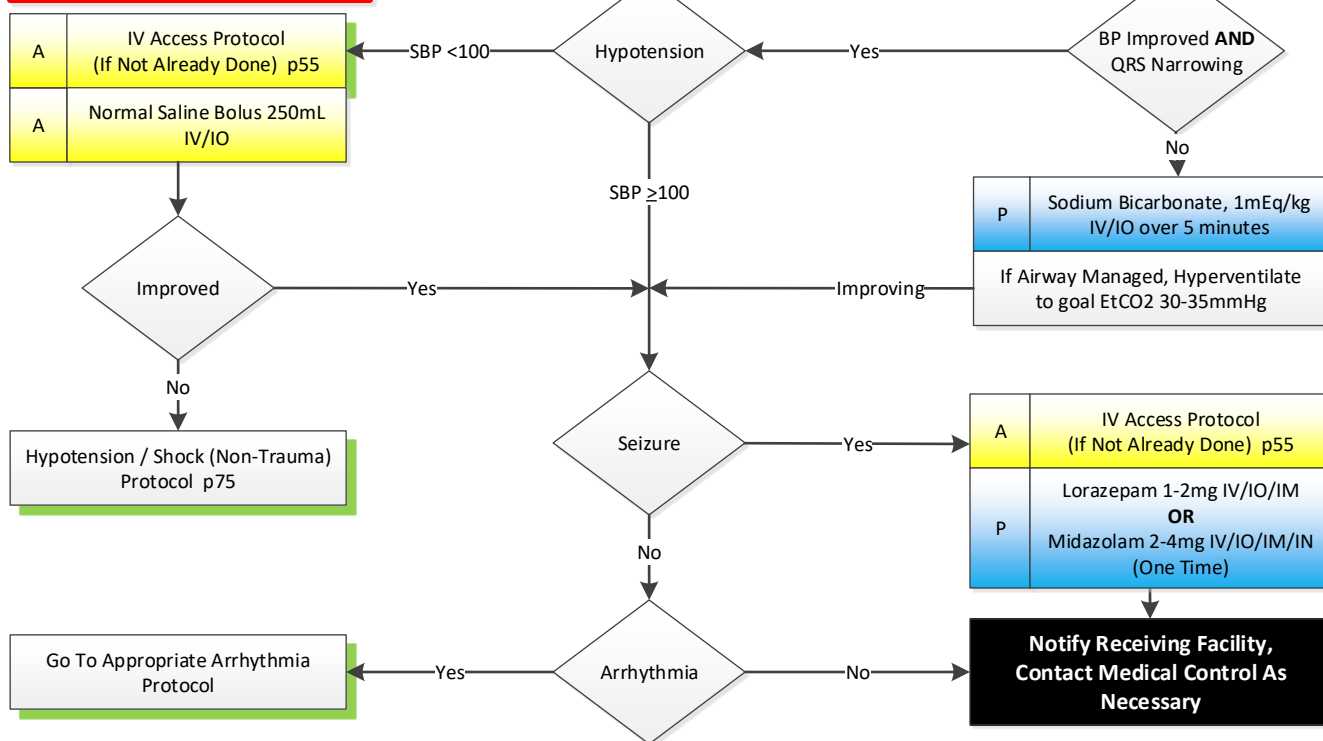 A
IV Access Protocol
(If Not Already Done) p55
SBP <100
Hypotension
Yes
BP Improved AND
QRS Narrowing
A
Normal Saline Bolus 250mL
IV/IO
No
SBP ≥100
P
Sodium Bicarbonate, 1mEq/kg
IV/IO over 5 minutes
Improved
Yes
Improving
If Airway Managed, Hyperventilate
to goal EtCO2 30-35mmHg
No
Hypotension / Shock (Non-Trauma)
Protocol p75
Seizure
Yes
A
IV Access Protocol
(If Not Already Done) p55
P
Lorazepam 1-2mg IV/IO/IM
OR
Midazolam 2-4mg IV/IO/IM/IN
(One Time)
No
Go To Appropriate Arrhythmia
Protocol
Yes
Arrhythmia
No
Notify Receiving Facility,
Contact Medical Control As
Necessary